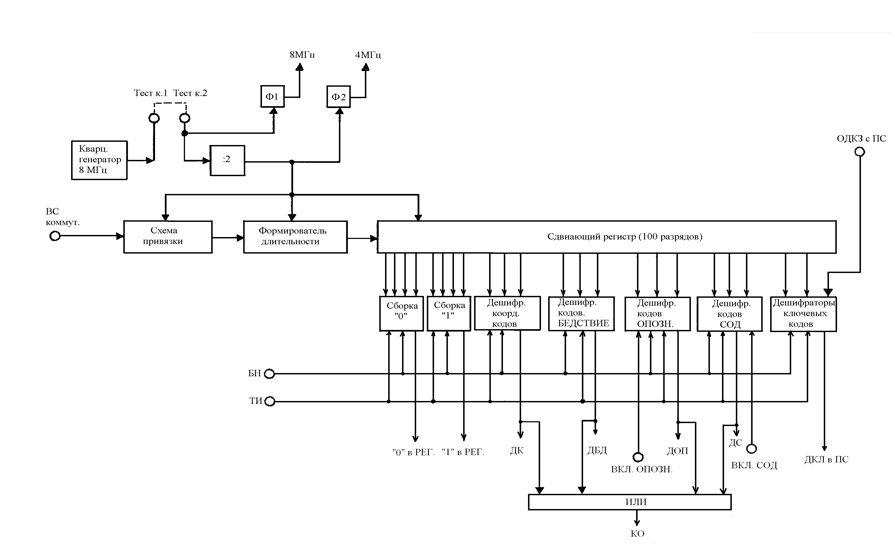 8МГц
4МГц
Тест к.1
Тест к.2
Ф1
Ф2
Кварц.
генератор
8 МГц
:2
ОДКЗ с ПС
ВС
коммут.
Схема
привязки
Формирователь
длительности
Сдвиающий регистр (100 разрядов)
Сборка
"0"
Сборка
"1"
Дешифр.
коорд.
кодов
Дешифр.
кодов.
БЕДСТВИЕ
Дешифр.
кодов
ОПОЗН.
Дешифр.
кодов
СОД
Дешифраторы
ключевых
кодов
БН
ТИ
"0" в РЕГ.
"1" в РЕГ.
ДК
ДБД
ВКЛ. ОПОЗН.
ДОП
ДС
ВКЛ. СОД
ДКЛ в ПС
ИЛИ
КО